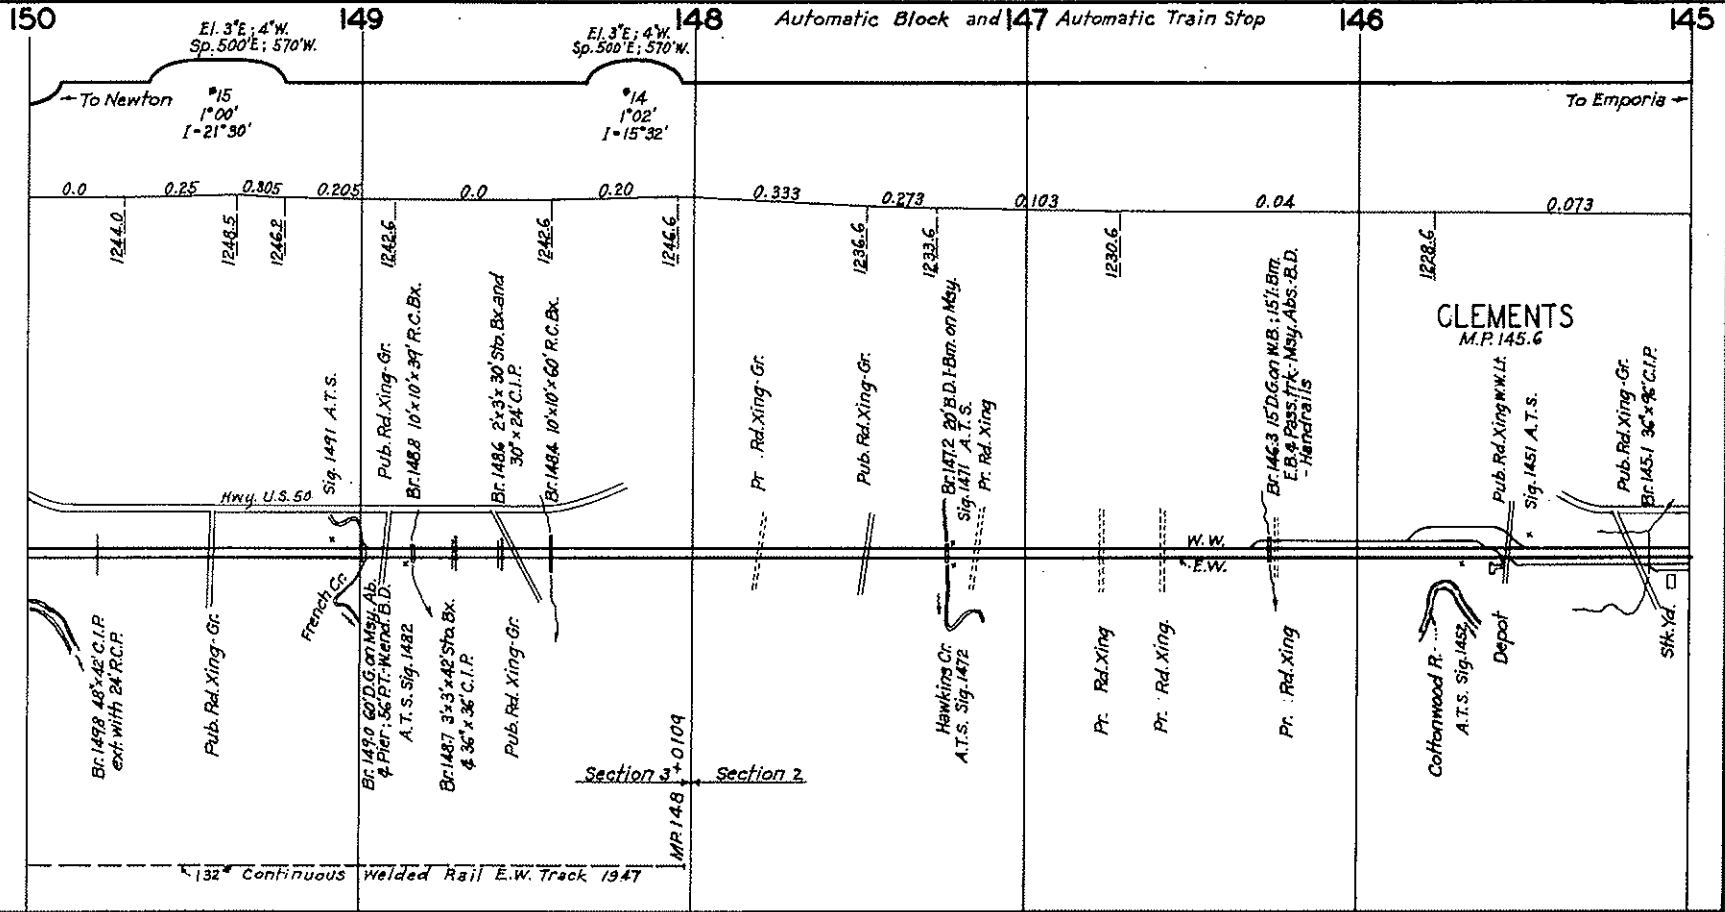 150
149
148
Automatic Block and
147
Automatic Train Stop
146
145
El. 3"E; 4"W.
Sp. 500'E; 570'W.
El. 3"E; 4"W.
Sp. 500'E; 570'W.
←To Newton
#15
1°00'
I=21°30'
#14
1°02'
I=15°32'
To Emporia→
0.0
0.25
0.305
0.205
0.0
0.20
0.333
0.273
0.103
0.04
0.073
1244.0
1248.5
1246.2
1242.6
1242.6
1246.6
1236.6
1233.6
1230.6
1228.6
CLEMENTS
M.P. 145.6
Sig. 1491 A.T.S.
Pub. Rd. Xing-Gr.
Br. 148.8 10'x10'x39' R.C.Bx.
Br. 148.6 2'x3'x30' Sto. Bx. and
30"x24' C.I.P.
Br. 148.4 10'x10'x60' R.C.Bx.
Pr. Rd. Xing-Gr.
Pub. Rd. Xing-Gr.
Br. 147.2 20' B.D. I-Bm. on Msy.
Sig. 1471 A.T.S.
Pr. Rd. Xing
Br. 146.3 15' D.G. on W.B.; 15' I-Bm.
E.B. & Pass. trk.-Msy. Abs.-B.D.
-Handrails
Pub. Rd. Xing W.W. Lt.
Sig. 1451 A.T.S.
Pub. Rd. Xing-Gr.
Br. 145.1 36"x96' C.I.P.
Hwy. U.S. 50
W.W.
E.W.
Br. 149.8 48"x42' C.I.P.
ext. with 24' R.C.P.
Pub. Rd. Xing-Gr.
French Cr.
Br. 149.0 60' D.G. on Msy. Ab.
& Pier; 56' P.T.-W.end. B.D.
A.T.S. Sig. 1482
Br. 148.7 3'x3'x42' Sto. Bx.
& 36"x36' C.I.P.
Pub. Rd. Xing-Gr.
Hawkins Cr.
A.T.S. Sig. 1472
Pr. Rd. Xing
Pr. Rd. Xing.
Pr. Rd. Xing
Cottonwood R.
A.T.S. Sig. 1452
Depot
Stk. Yd.
Section 3
Section 2
M.P. 148 + 0109
132# Continuous Welded Rail E.W. Track 1947